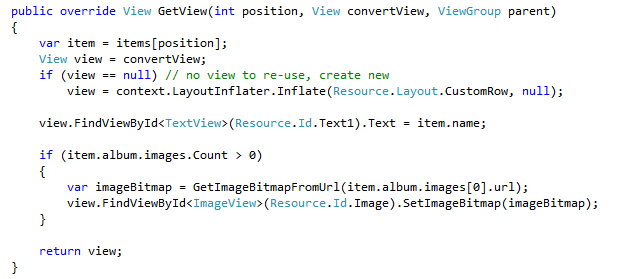 public override View GetView(int position, View convertView, ViewGroup parent)
{
    var item = items[position];
    View view = convertView;
    if (view == null) // no view to re-use, create new
        view = context.LayoutInflater.Inflate(Resource.Layout.CustomRow, null);

    view.FindViewById<TextView>(Resource.Id.Text1).Text = item.name;

    if (item.album.images.Count > 0)
    {
        var imageBitmap = GetImageBitmapFromUrl(item.album.images[0].url);
        view.FindViewById<ImageView>(Resource.Id.Image).SetImageBitmap(imageBitmap);
    }

    return view;
}